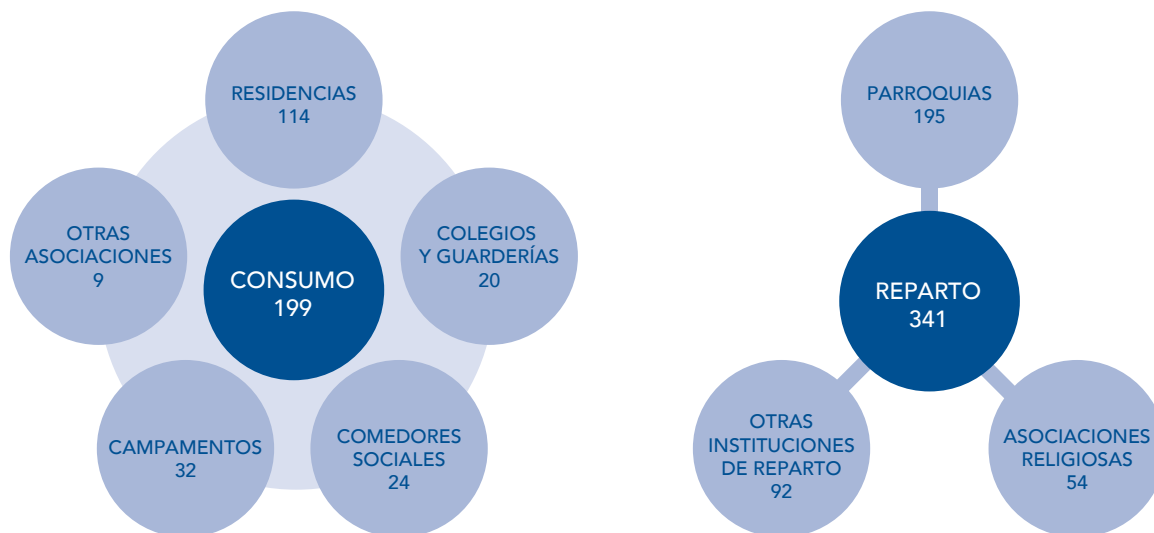 RESIDENCIAS
114
OTRAS
ASOCIACIONES
9
CONSUMO
199
COLEGIOS
Y GUARDERÍAS
20
CAMPAMENTOS
32
COMEDORES
SOCIALES
24
PARROQUIAS
195
REPARTO
341
OTRAS
INSTITUCIONES
DE REPARTO
92
ASOCIACIONES
RELIGIOSAS
54